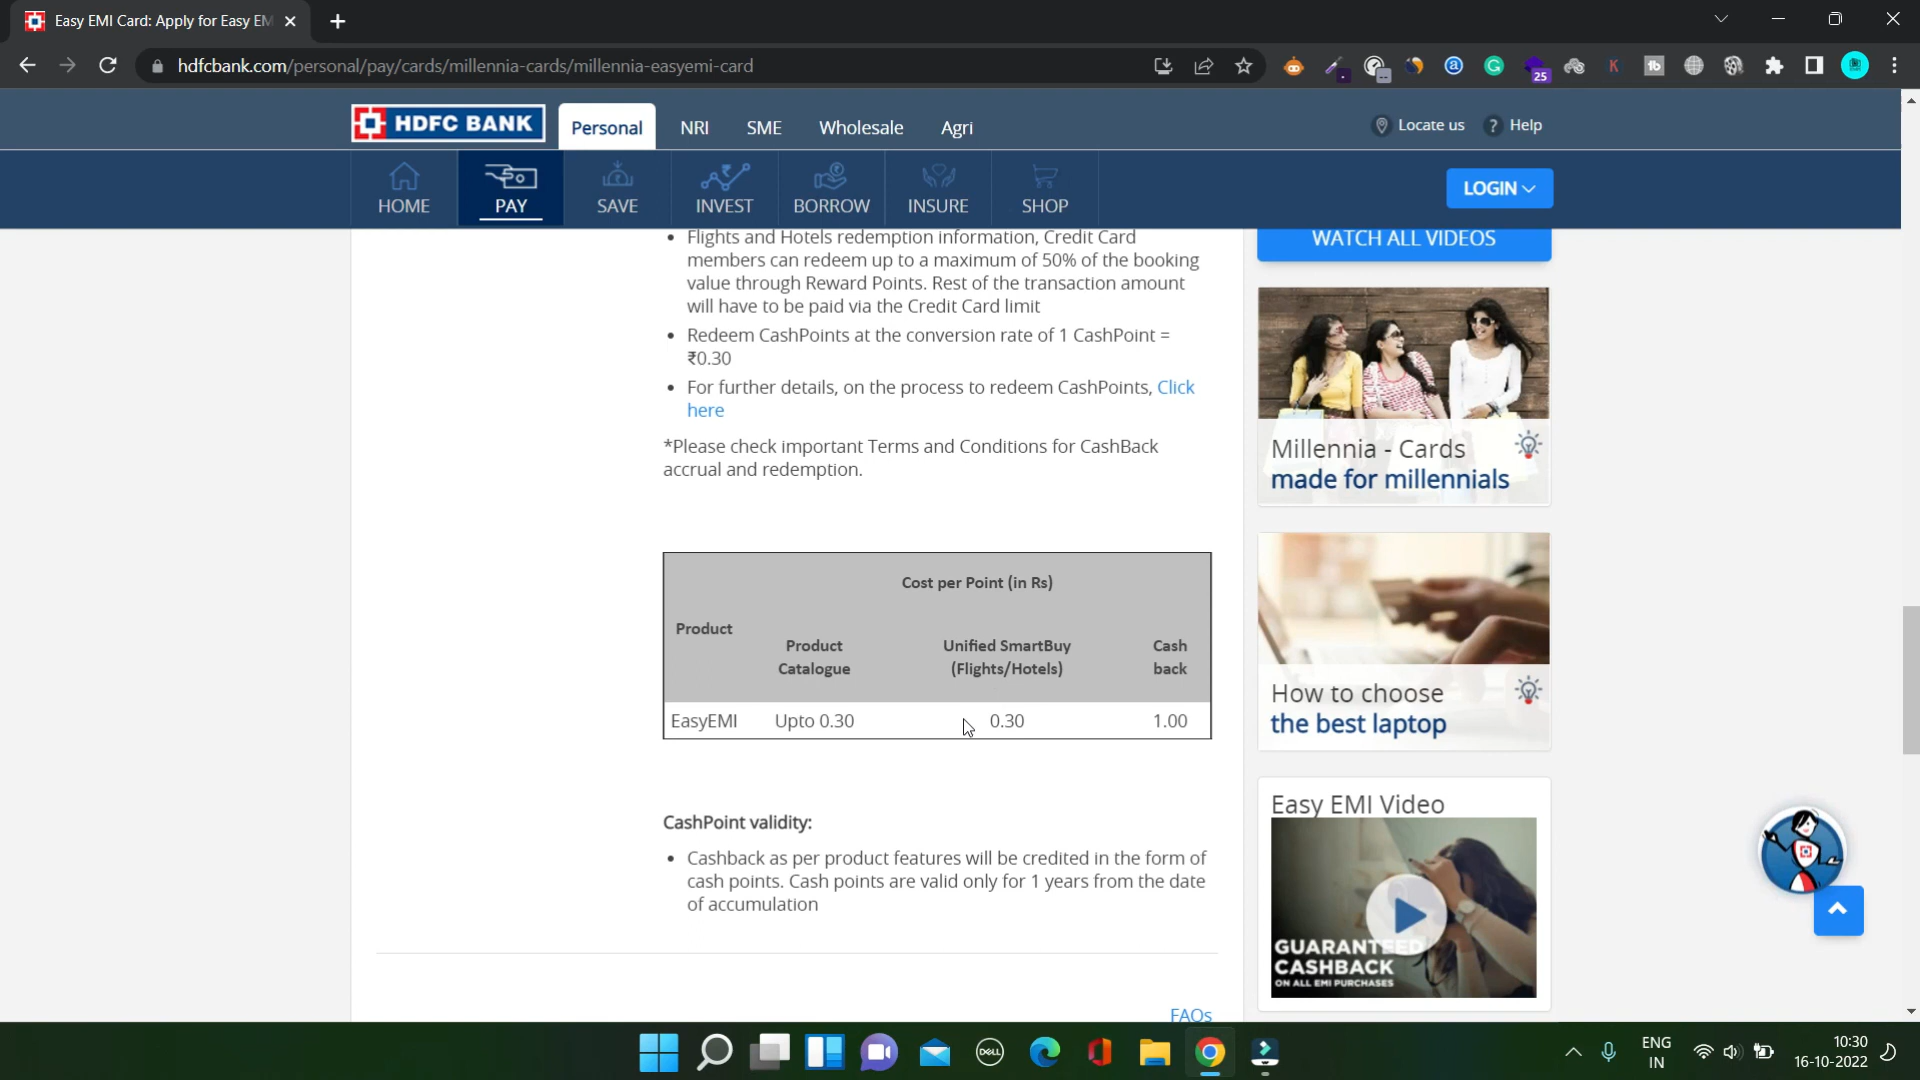 Easy EMI Card: Apply for Easy EM
hdfcbank.com/personal/pay/cards/millennia-cards/millennia-easyemi-card
25
HDFC BANK
Personal
NRI
SME
Wholesale
Agri
Locate us
? Help
HOME
PAY
SAVE
INVEST
BORROW
INSURE
SHOP
LOGIN
• Flights and Hotels redemption information, Credit Card
members can redeem up to a maximum of 50% of the booking
value through Reward Points. Rest of the transaction amount
will have to be paid via the Credit Card limit
• Redeem CashPoints at the conversion rate of 1 CashPoint =
₹0.30
• For further details, on the process to redeem CashPoints, Click
here
*Please check important Terms and Conditions for CashBack
accrual and redemption.
Cost per Point (in Rs)
Product
Product Unified SmartBuy Cash
Catalogue (Flights/Hotels) back
EasyEMI Upto 0.30 0.30 1.00
CashPoint validity:
• Cashback as per product features will be credited in the form of
cash points. Cash points are valid only for 1 years from the date
of accumulation
FAQs
WATCH ALL VIDEOS
Millennia - Cards
made for millennials
How to choose
the best laptop
Easy EMI Video
GUARANTEED
CASHBACK
ON ALL EMI PURCHASES
DELL
ENG
IN
10:30
16-10-2022